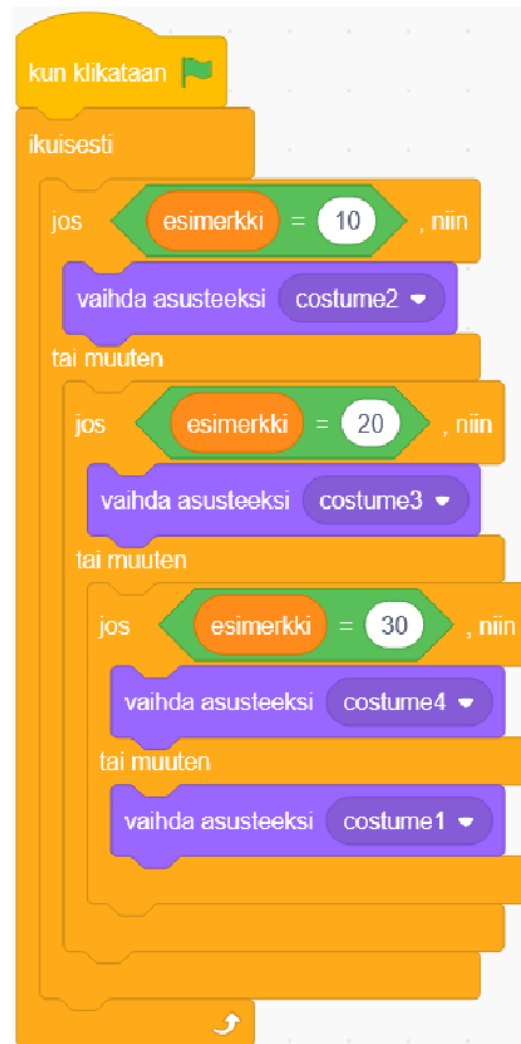 kun klikataan
ikuisesti
jos esimerkki = 10 , niin
vaihda asusteeksi costume2
tai muuten
jos esimerkki = 20 , niin
vaihda asusteeksi costume3
tai muuten
jos esimerkki = 30 , niin
vaihda asusteeksi costume4
tai muuten
vaihda asusteeksi costume1